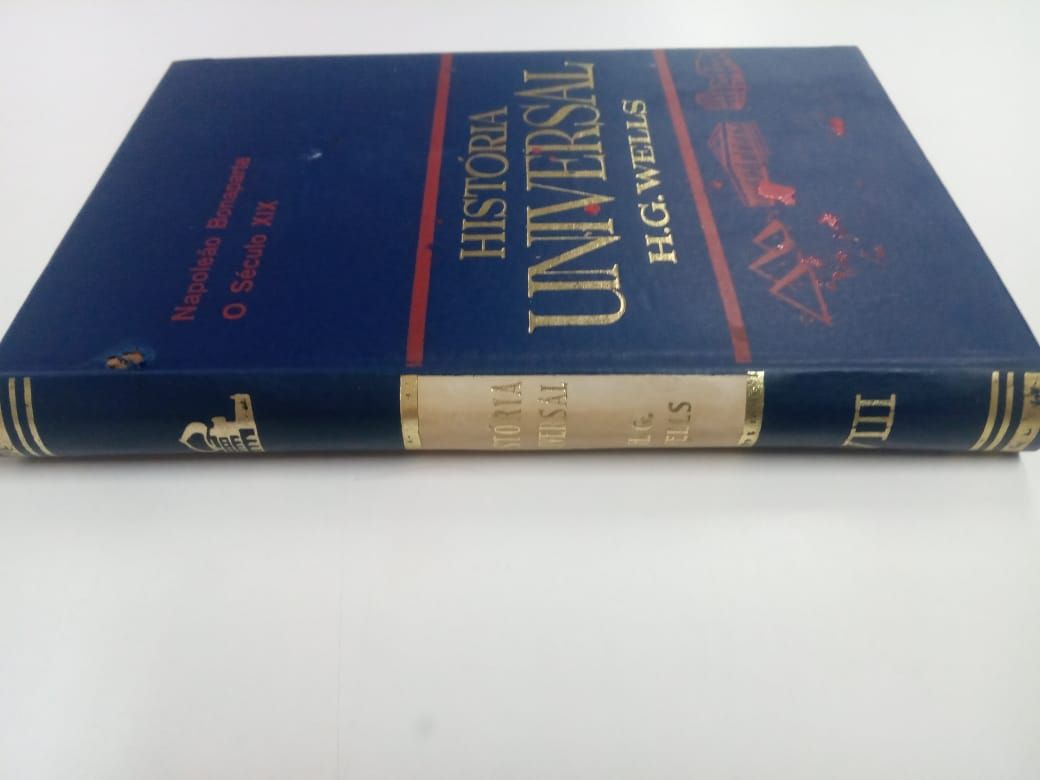 HISTÓRIA
UNIVERSAL
H.G. WELLS
Napoleão Bonaparte
O Século XIX
VIII